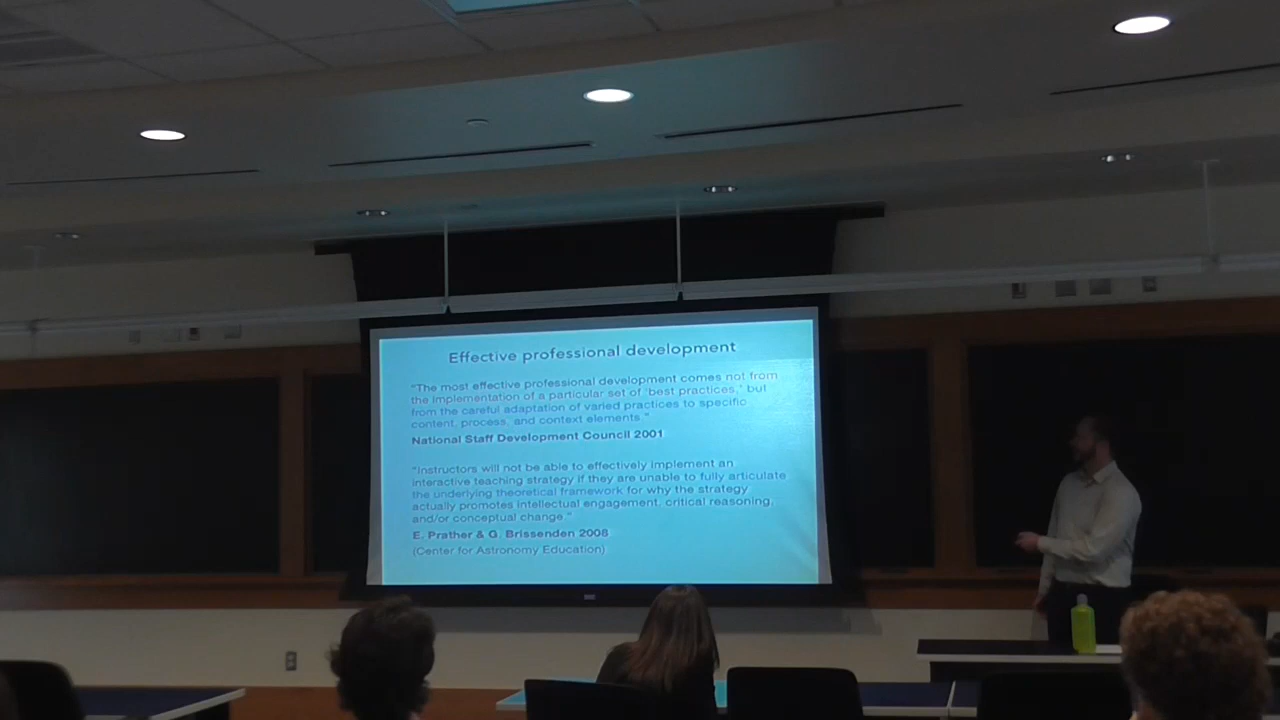 Effective professional development
"The most effective professional development comes not from
the implementation of a particular set of "best practices," but
from the careful adaptation of varied practices to specific
content, process, and context elements."
National Staff Development Council 2001
"Instructors will not be able to effectively implement an
interactive teaching strategy if they are unable to fully articulate
the underlying theoretical framework for why the strategy
actually promotes intellectual engagement, critical reasoning,
and/or conceptual change."
E. Prather & G. Brissenden 2008
(Center for Astronomy Education)